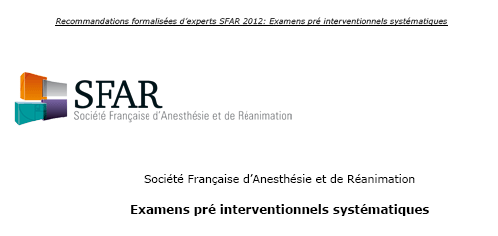 Recommandations formalisées d'experts SFAR 2012: Examens pré interventionnels systématiques
SFAR
Société Française d'Anesthésie et de Réanimation
Société Française d'Anesthésie et de Réanimation
Examens pré interventionnels systématiques